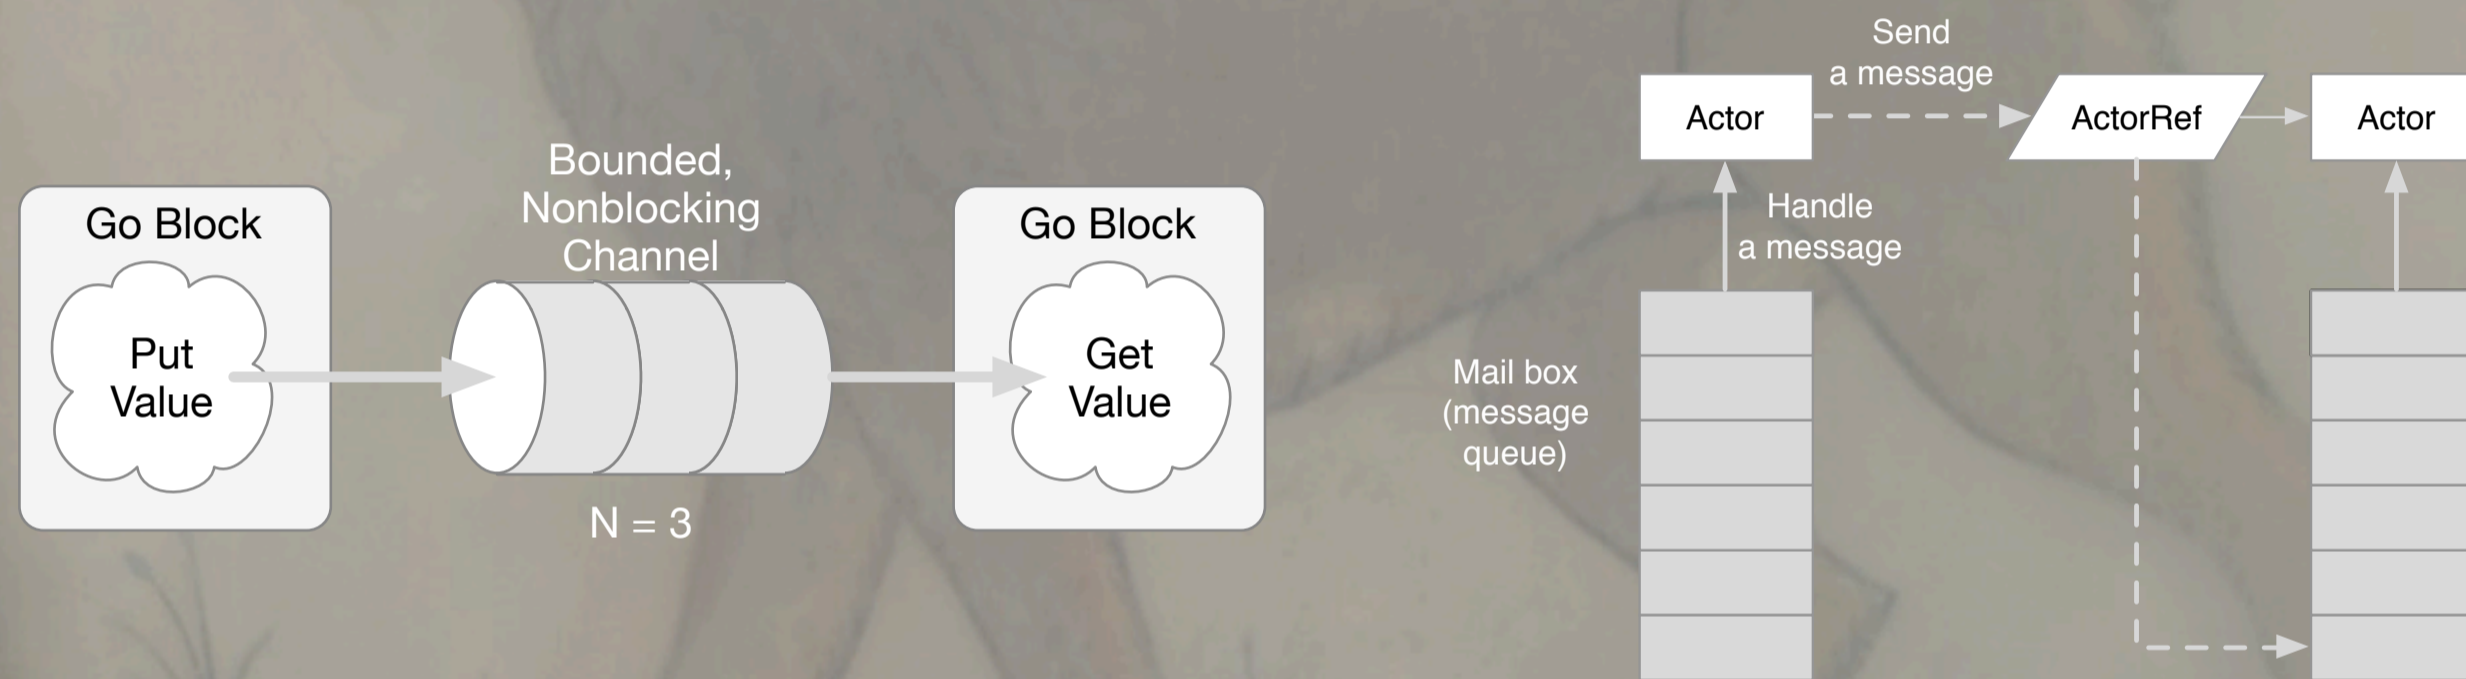 Go Block
Put
Value
Bounded,
Nonblocking
Channel
N = 3
Go Block
Get
Value
Send
a message
Actor
ActorRef
Actor
Handle
a message
Mail box
(message
queue)